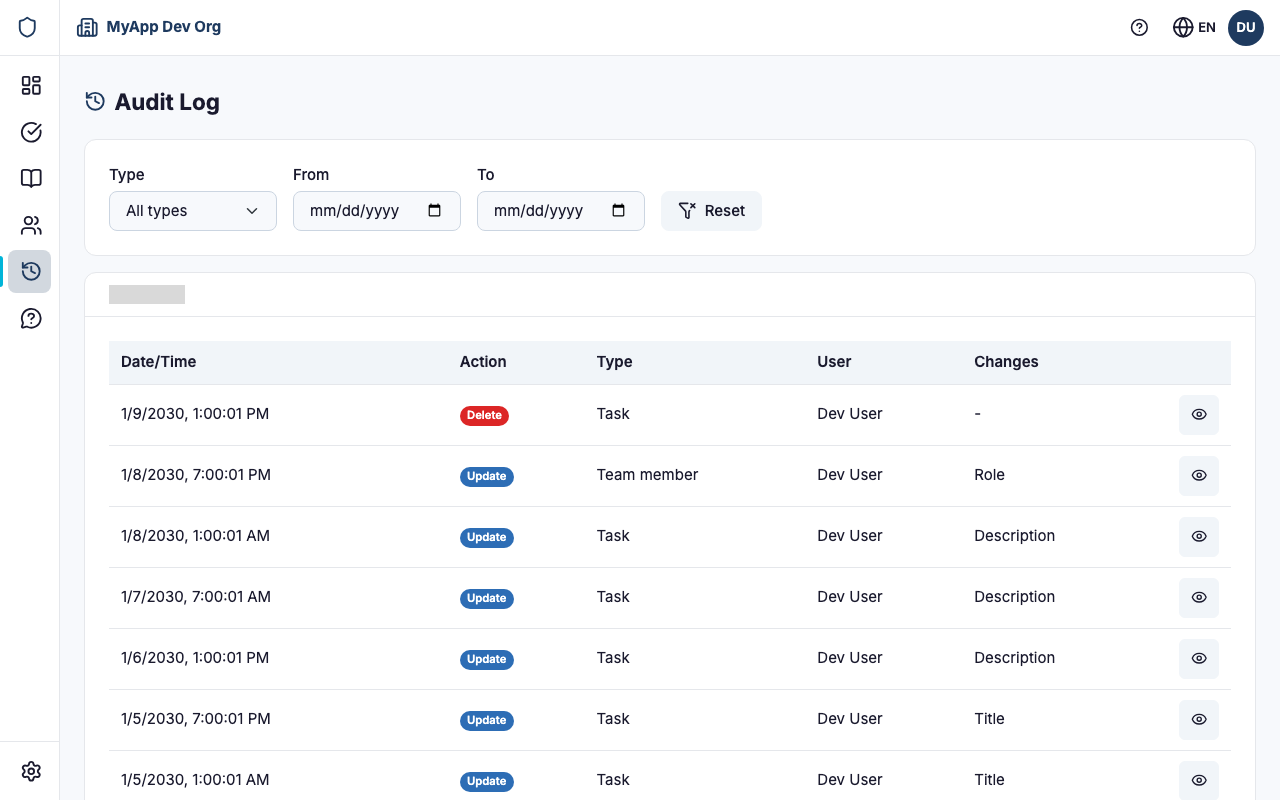 MyApp Dev Org
EN
DU
Audit Log
Type
From
To
All types
mm/dd/yyyy
mm/dd/yyyy
Reset
Date/Time Action Type User Changes
1/9/2030, 1:00:01 PM Delete Task Dev User -
1/8/2030, 7:00:01 PM Update Team member Dev User Role
1/8/2030, 1:00:01 AM Update Task Dev User Description
1/7/2030, 7:00:01 AM Update Task Dev User Description
1/6/2030, 1:00:01 PM Update Task Dev User Description
1/5/2030, 7:00:01 PM Update Task Dev User Title
1/5/2030, 1:00:01 AM Update Task Dev User Title